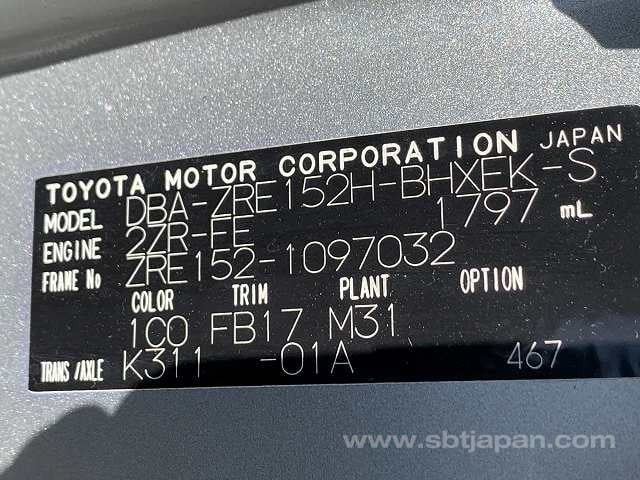 TOYOTA MOTOR CORPORATION JAPAN
MODEL DBA-ZRE152H-BHXEK-S
ENGINE 2ZR-FE 1797 mL
FRAME No ZRE152-1097032
COLOR TRIM PLANT OPTION
1C0 FB17 M31
TRANS/AXLE K311 -01A 467
www.sbtjapan.com